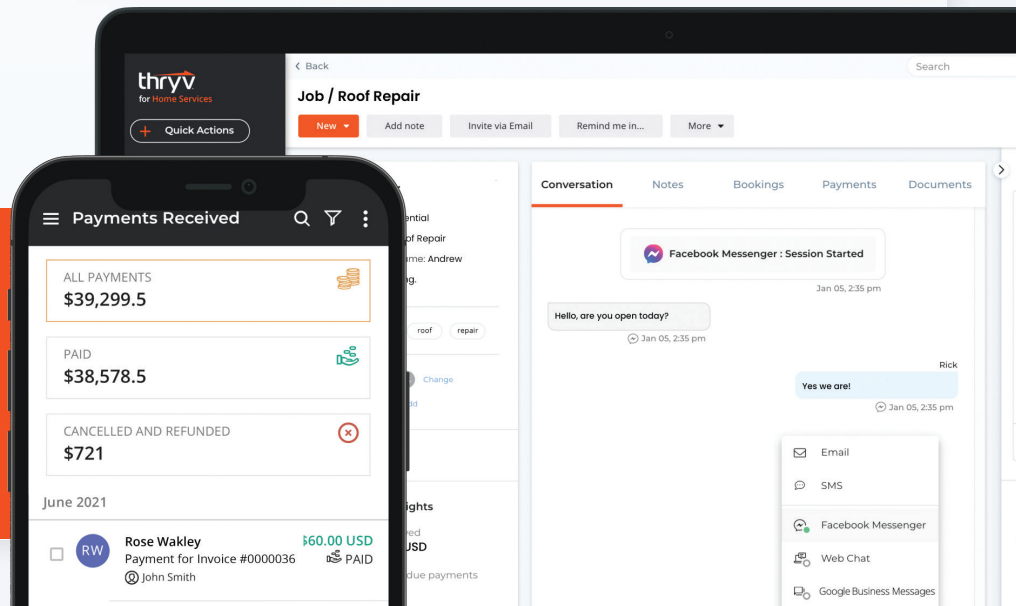 thryv
for Home Services
Quick Actions
Back
Search
Job / Roof Repair
New
Add note
Invite via Email
Remind me in...
More
Payments Received
ALL PAYMENTS
$39,299.5
PAID
$38,578.5
CANCELLED AND REFUNDED
$721
June 2021
RW
Rose Wakley
$60.00 USD
Payment for Invoice #0000036
PAID
John Smith
of Repair
Andrew
roof
repair
Change
USD
due payments
Conversation
Notes
Bookings
Payments
Documents
Facebook Messenger : Session Started
Jan 05, 2:35 pm
Hello, are you open today?
Jan 05, 2:35 pm
Rick
Yes we are!
Jan 05, 2:35 pm
Email
SMS
Facebook Messenger
Web Chat
Google Business Messages